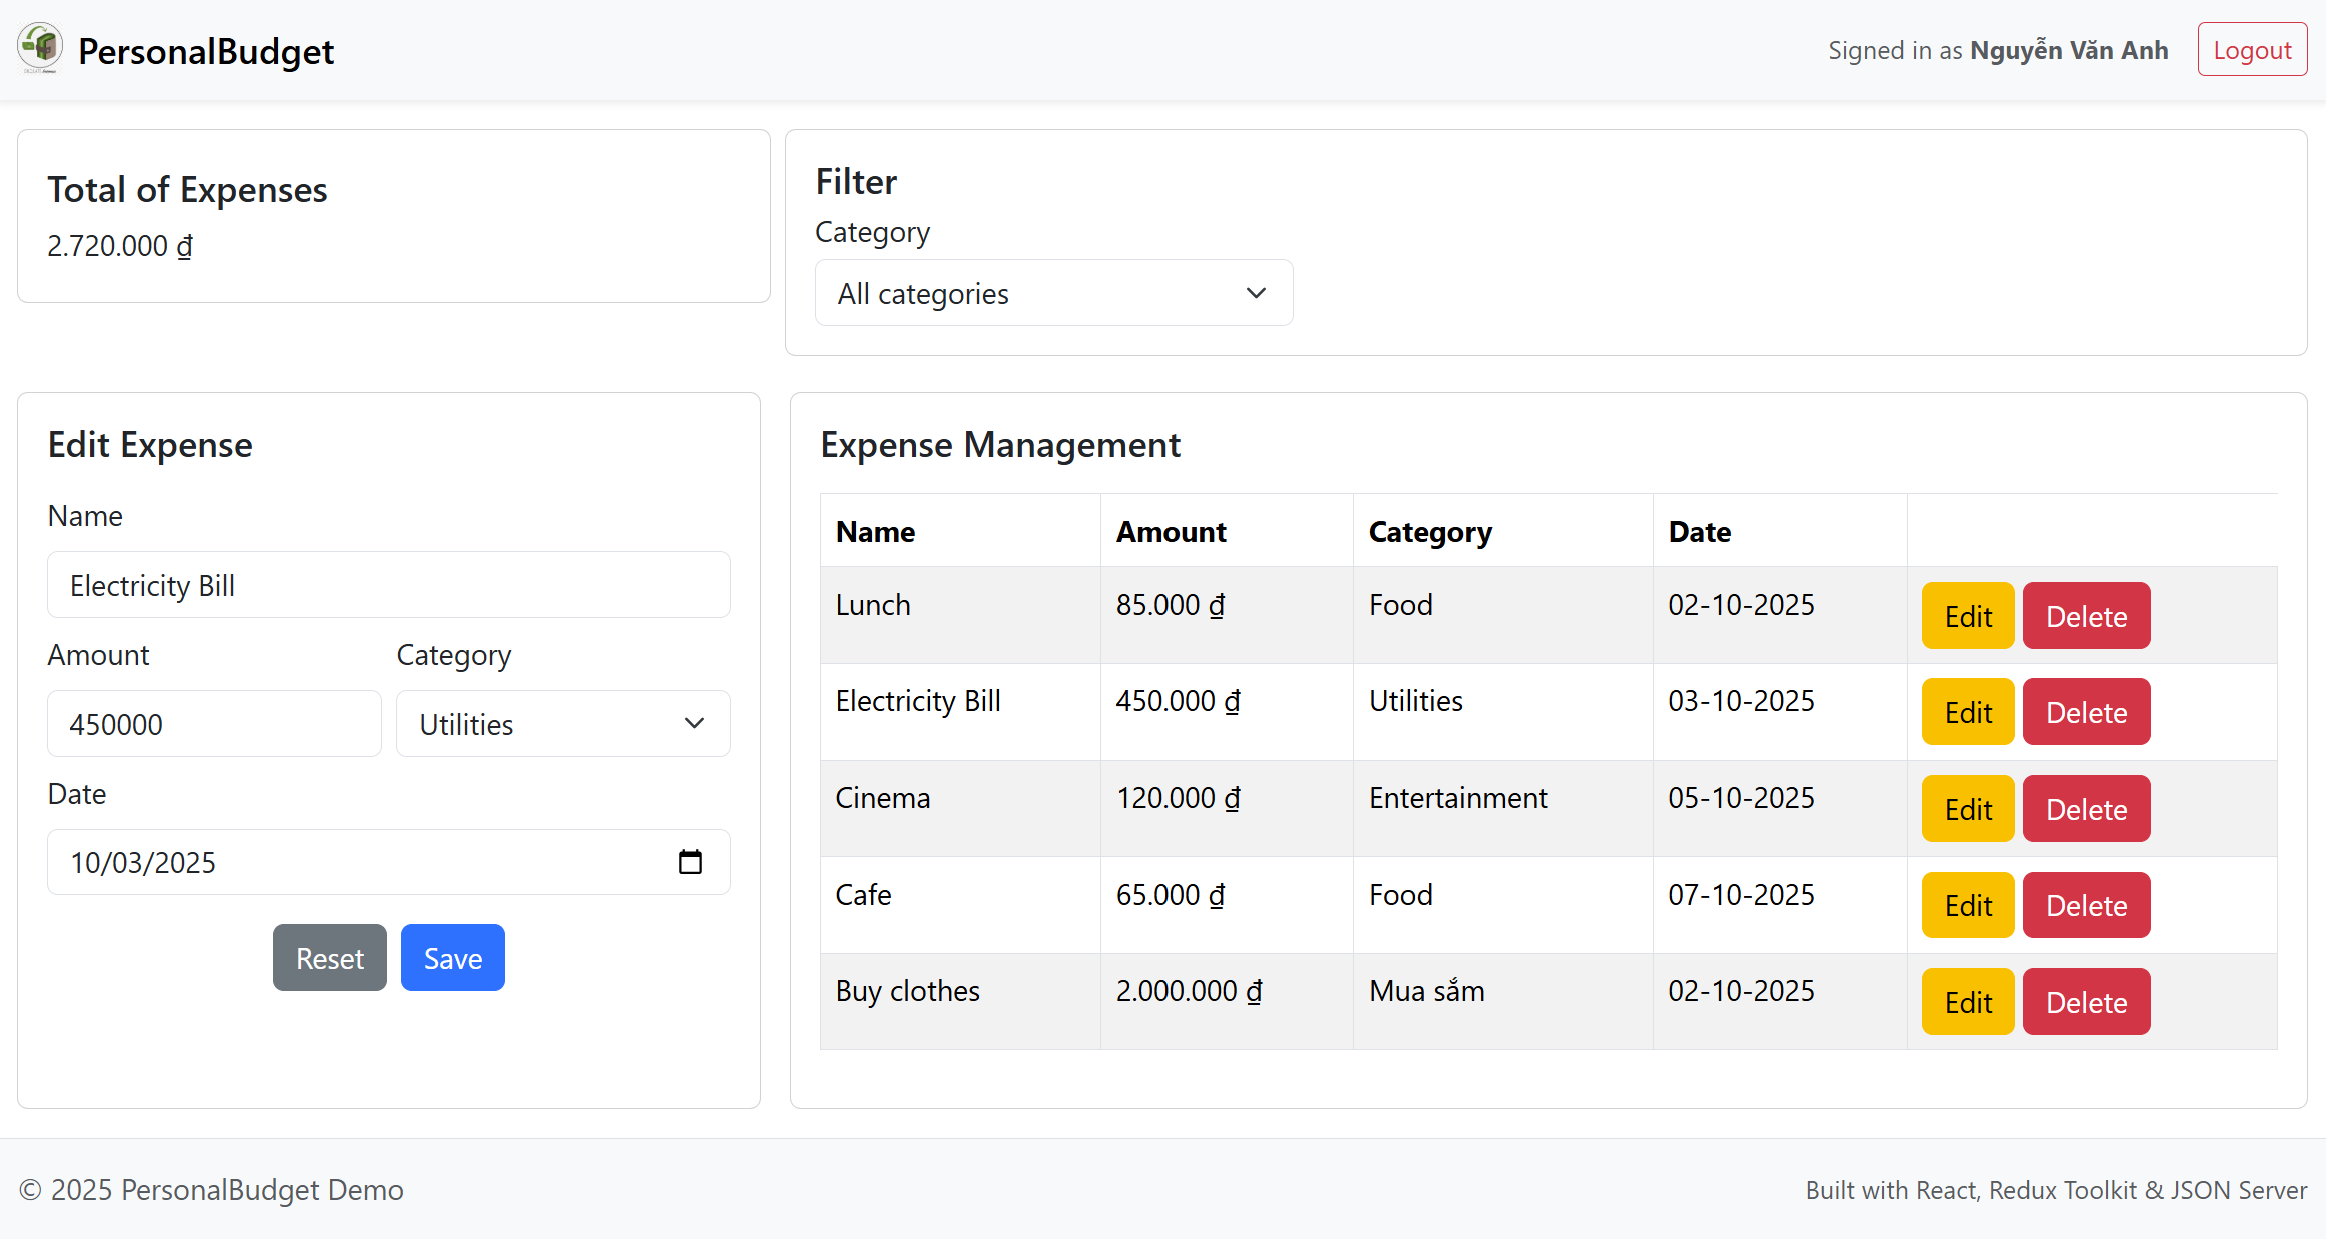 PersonalBudget
Signed in as Nguyễn Văn Anh
Logout
Total of Expenses
2.720.000 ₫
Filter
Category
All categories
Edit Expense
Name
Electricity Bill
Amount Category
450000 Utilities
Date
10/03/2025
Reset Save
Expense Management
Name Amount Category Date
Lunch 85.000 ₫ Food 02-10-2025 Edit Delete
Electricity Bill 450.000 ₫ Utilities 03-10-2025 Edit Delete
Cinema 120.000 ₫ Entertainment 05-10-2025 Edit Delete
Cafe 65.000 ₫ Food 07-10-2025 Edit Delete
Buy clothes 2.000.000 ₫ Mua sắm 02-10-2025 Edit Delete
© 2025 PersonalBudget Demo
Built with React, Redux Toolkit & JSON Server